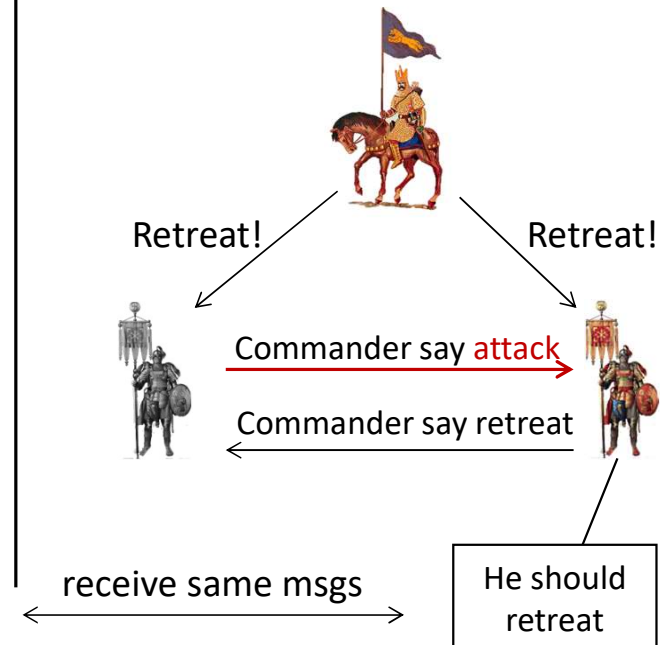 Retreat!
Retreat!
Commander say attack
Commander say retreat
receive same msgs
He should
retreat